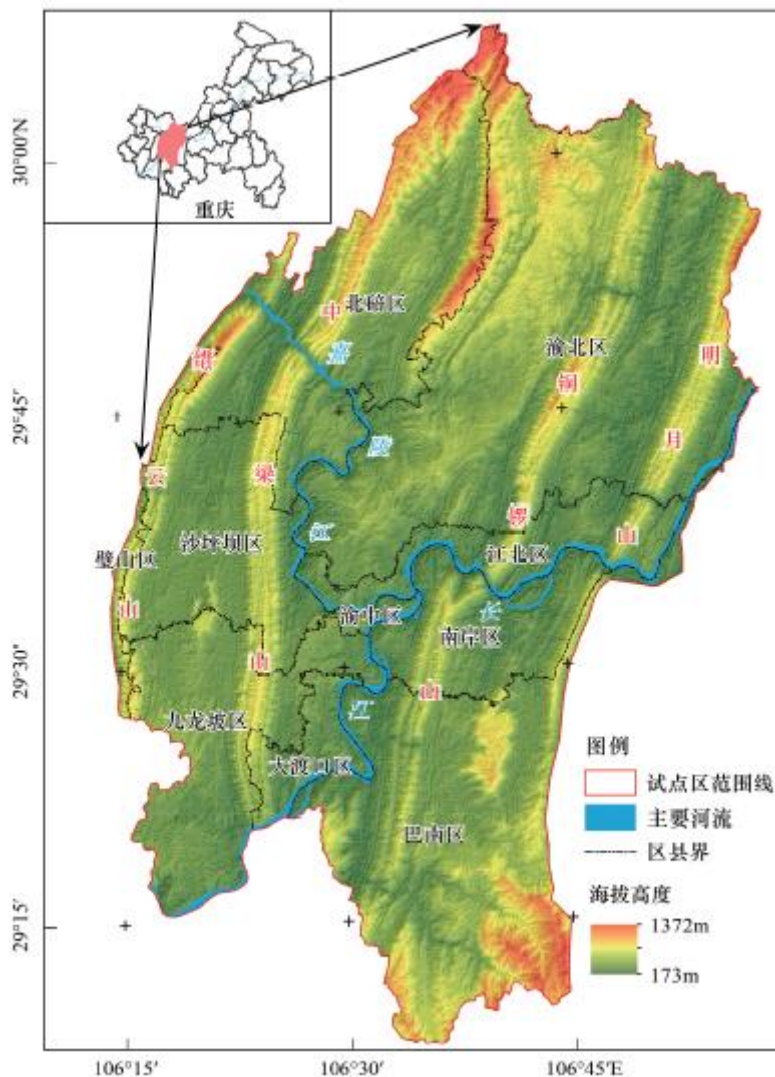 重庆
30°00′N
29°45′
29°30′
29°15′
106°15′
106°30′
106°45′E
北碚区
渝北区
沙坪坝区
璧山区
江北区
渝中区
南岸区
九龙坡区
大渡口区
巴南区
缙
云
山
中
梁
山
铜
锣
山
明
月
山
嘉
陵
江
长
江
图例
试点区范围线
主要河流
区县界
海拔高度
1372m
173m